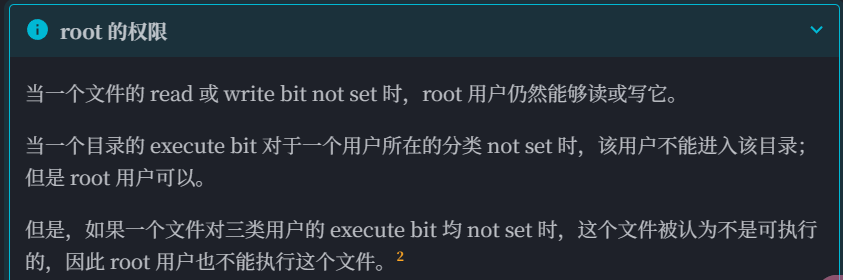 root 的权限
当一个文件的 read 或 write bit not set 时，root 用户仍然能够读或写它。
当一个目录的 execute bit 对于一个用户所在的分类 not set 时，该用户不能进入该目录；
但是 root 用户可以。
但是，如果一个文件对三类用户的 execute bit 均 not set 时，这个文件被认为不是可执行
的，因此 root 用户也不能执行这个文件。2